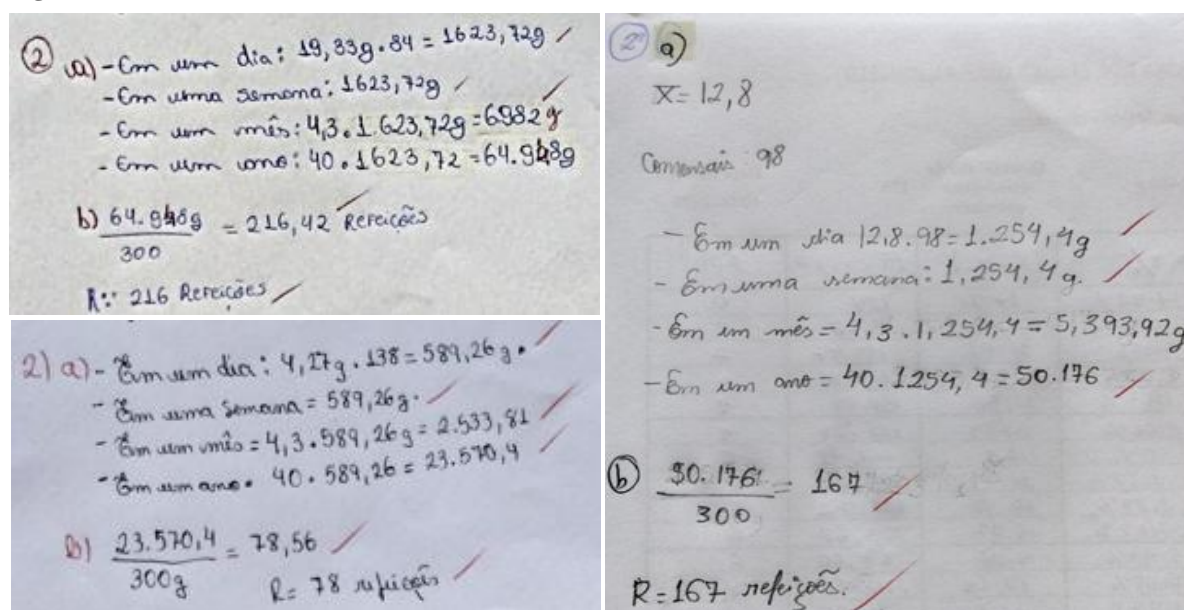 ② a) - Em um dia: 19,33g . 84 = 1623,72g
- Em uma semana: 1623,72g
- Em um mês: 4,3 . 1.623,72g = 6982g
- Em um ano: 40 . 1623,72 = 64.948g
b) 64.948g = 216,42 Refeições
300
R: 216 Refeições
2) a) - Em um dia: 4,27g . 138 = 589,26g.
- Em uma semana = 589,26g.
- Em um mês = 4,3 . 589,26g = 2.533,81
- Em um ano. 40 . 589,26 = 23.570,4
b) 23.570,4 = 78,56
300g
R= 78 refeições
2º a)
X= 12,8
Comensais: 98
- Em um dia 12,8 . 98 = 1.254,4g
- Em uma semana: 1,254,4g.
- Em um mês = 4,3 . 1,254,4 = 5,393,92g
- Em um ano = 40 . 1254,4 = 50.176
b 50.176 = 167
300
R= 167 refeições.